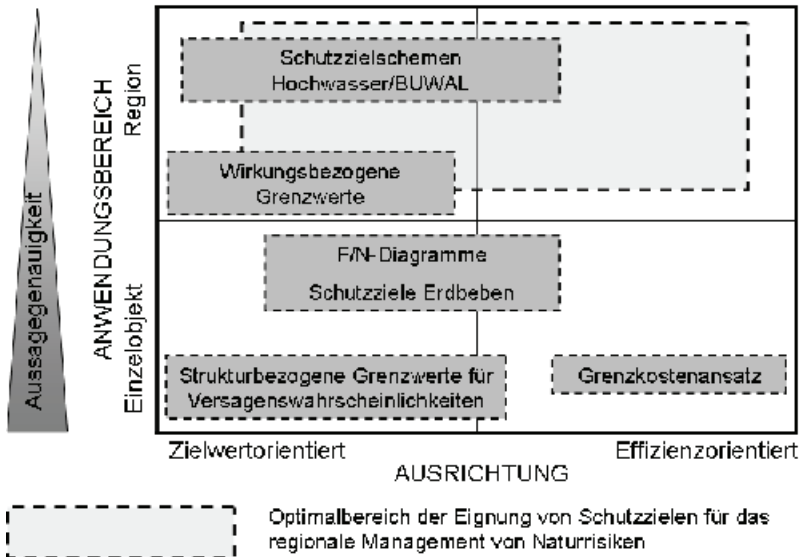 Aussagegenauigkeit
ANWENDUNGSBEREICH
Region
Einzelobjekt
Schutzzielschemen
Hochwasser/BUWAL
Wirkungsbezogene
Grenzwerte
F/N-Diagramme
Schutzziele Erdbeben
Strukturbezogene Grenzwerte für
Versagenswahrscheinlichkeiten
Grenzkostenansatz
Zielwertorientiert
Effizienzorientiert
AUSRICHTUNG
Optimalbereich der Eignung von Schutzzielen für das
regionale Management von Naturrisiken